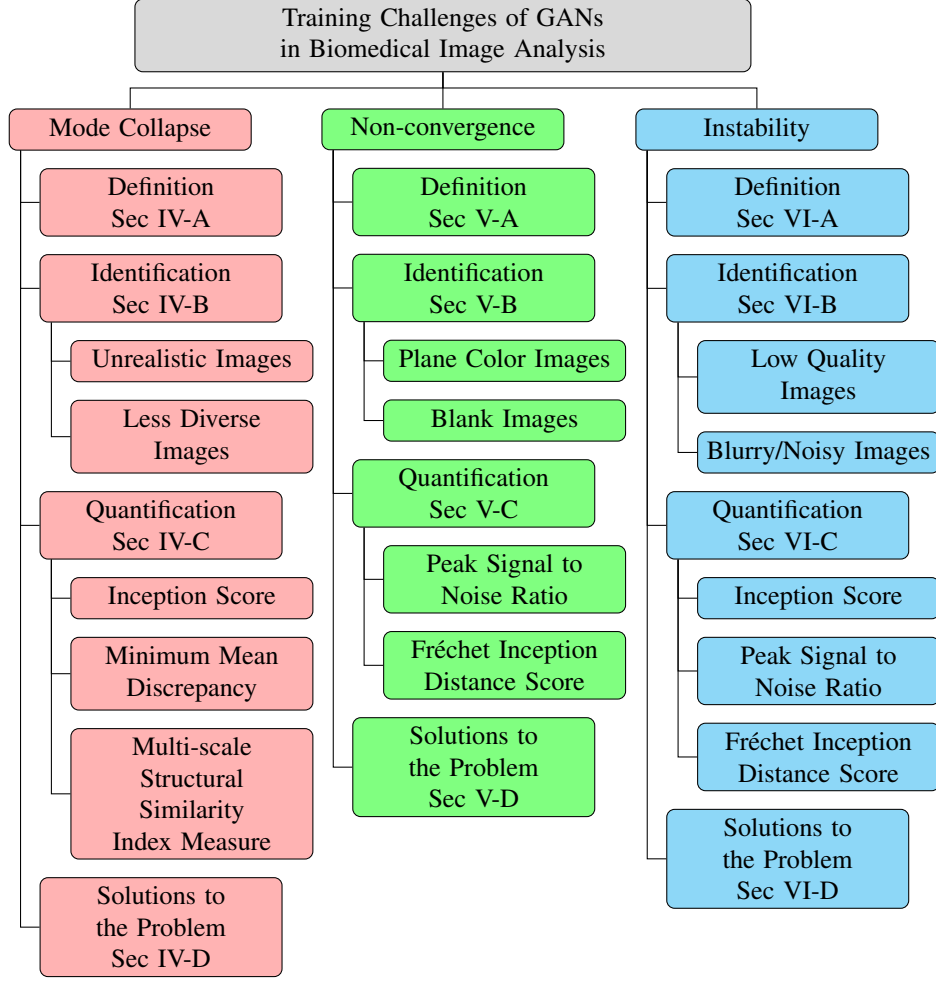 Training Challenges of GANs
in Biomedical Image Analysis
Mode Collapse
Definition
Sec IV-A
Identification
Sec IV-B
Unrealistic Images
Less Diverse
Images
Quantification
Sec IV-C
Inception Score
Minimum Mean
Discrepancy
Multi-scale
Structural
Similarity
Index Measure
Solutions to
the Problem
Sec IV-D
Non-convergence
Definition
Sec V-A
Identification
Sec V-B
Plane Color Images
Blank Images
Quantification
Sec V-C
Peak Signal to
Noise Ratio
Fréchet Inception
Distance Score
Solutions to
the Problem
Sec V-D
Instability
Definition
Sec VI-A
Identification
Sec VI-B
Low Quality
Images
Blurry/Noisy Images
Quantification
Sec VI-C
Inception Score
Peak Signal to
Noise Ratio
Fréchet Inception
Distance Score
Solutions to
the Problem
Sec VI-D